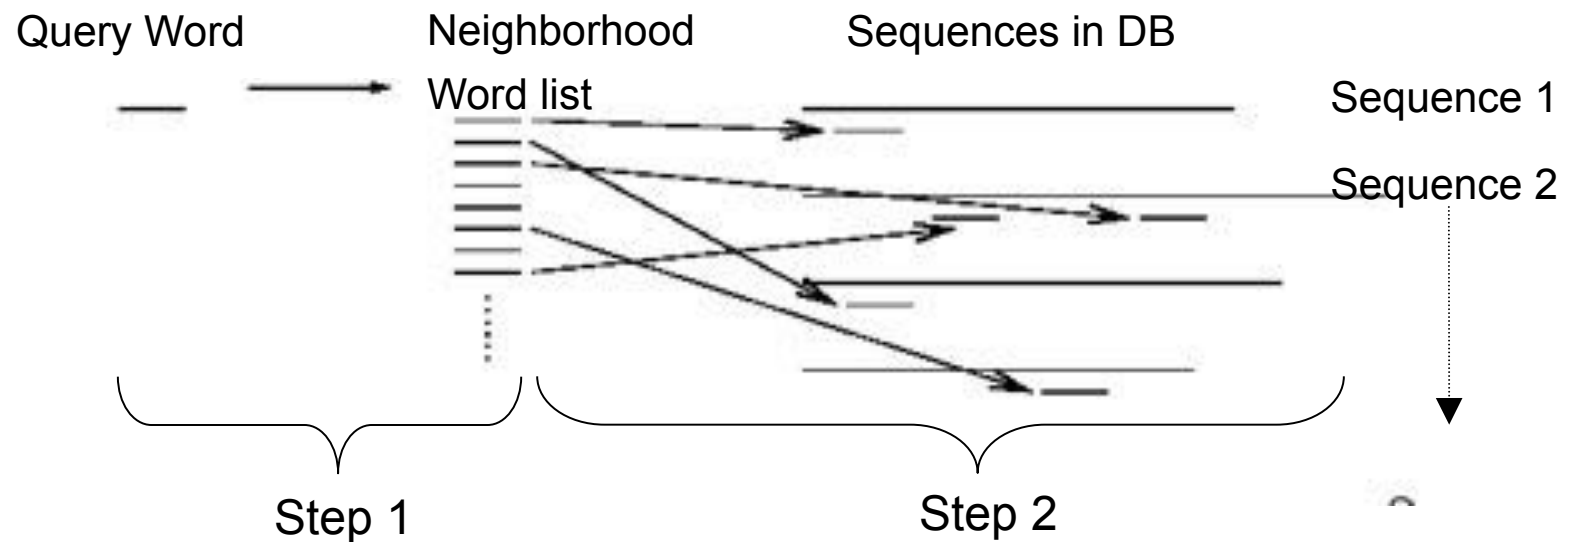 Query Word
Neighborhood
Word list
Sequences in DB
Sequence 1
Sequence 2
Step 1
Step 2